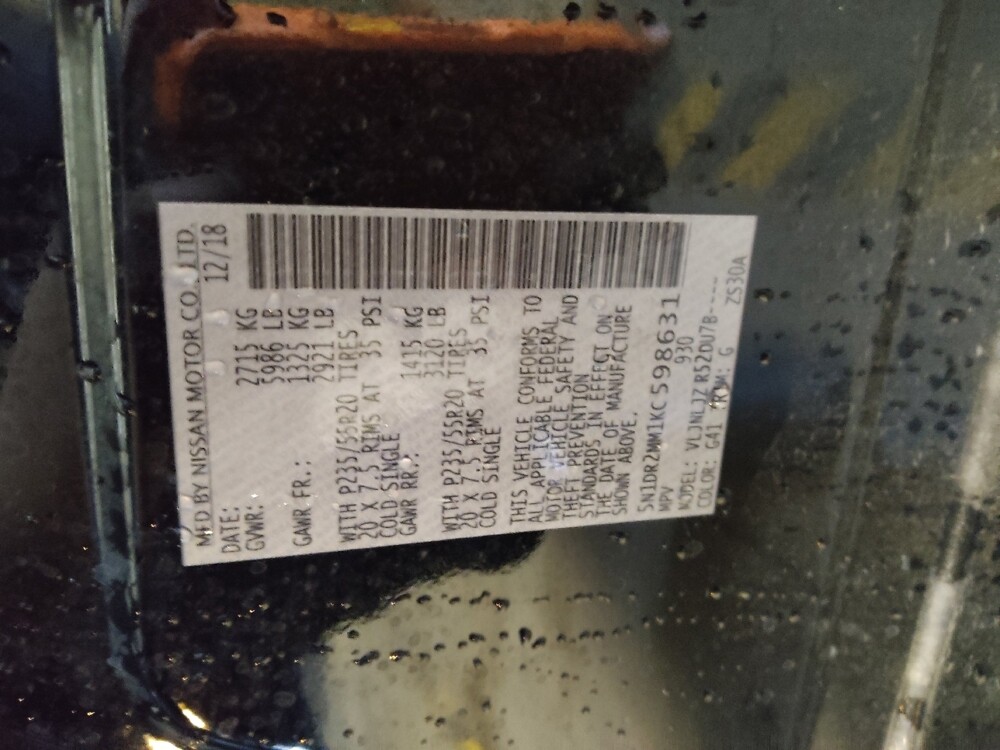 MFD BY NISSAN MOTOR CO.,LTD.
DATE: 12/18
GVWR: 2715 KG
5986 LB
GAWR FR.: 1325 KG
2921 LB
WITH P235/55R20 TIRES
20 X 7.5 RIMS AT 35 PSI
COLD SINGLE
GAWR RR.: 1415 KG
3120 LB
WITH P235/55R20 TIRES
20 X 7.5 RIMS AT 35 PSI
COLD SINGLE
THIS VEHICLE CONFORMS TO
ALL APPLICABLE FEDERAL
MOTOR VEHICLE SAFETY AND
THEFT PREVENTION
STANDARDS IN EFFECT ON
THE DATE OF MANUFACTURE
SHOWN ABOVE.
5N1DR2MM1KC598631
MPV 930
MODEL: VLJNLJZ R52DU7B----
COLOR: G41 TRIM: G ZS30A